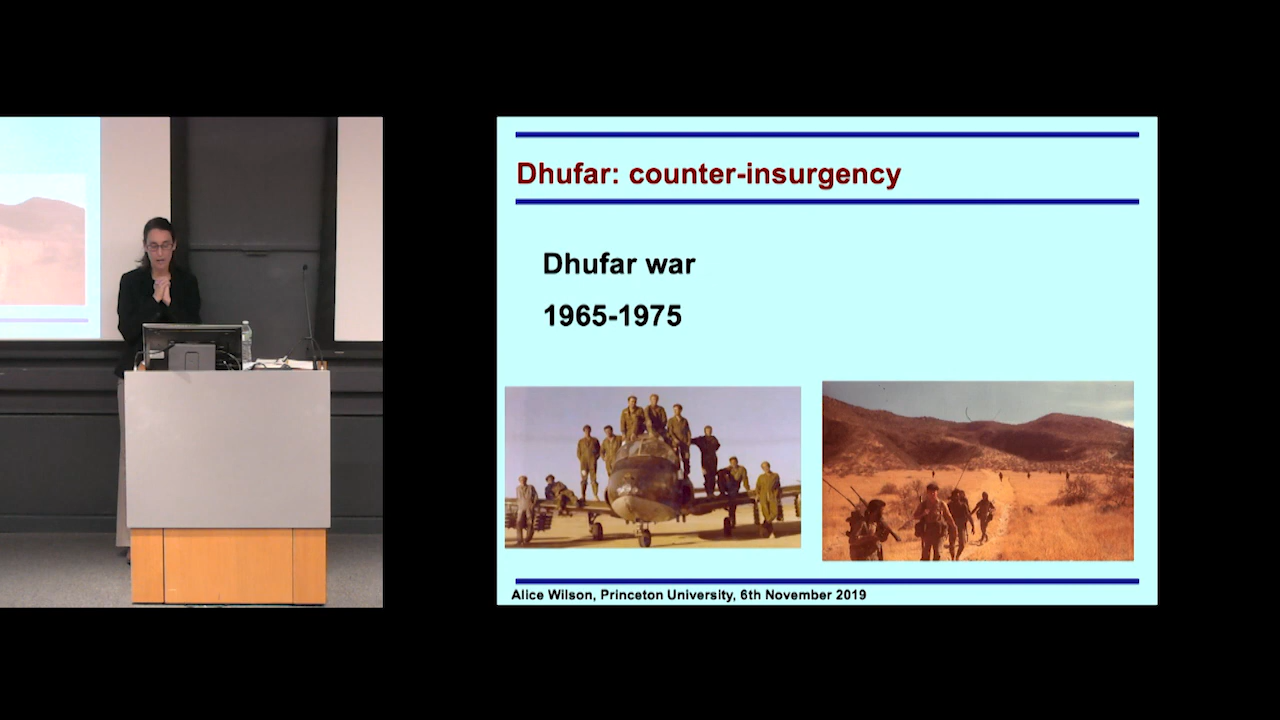 Dhufar: counter-insurgency
Dhufar war
1965-1975
Alice Wilson, Princeton University, 6th November 2019